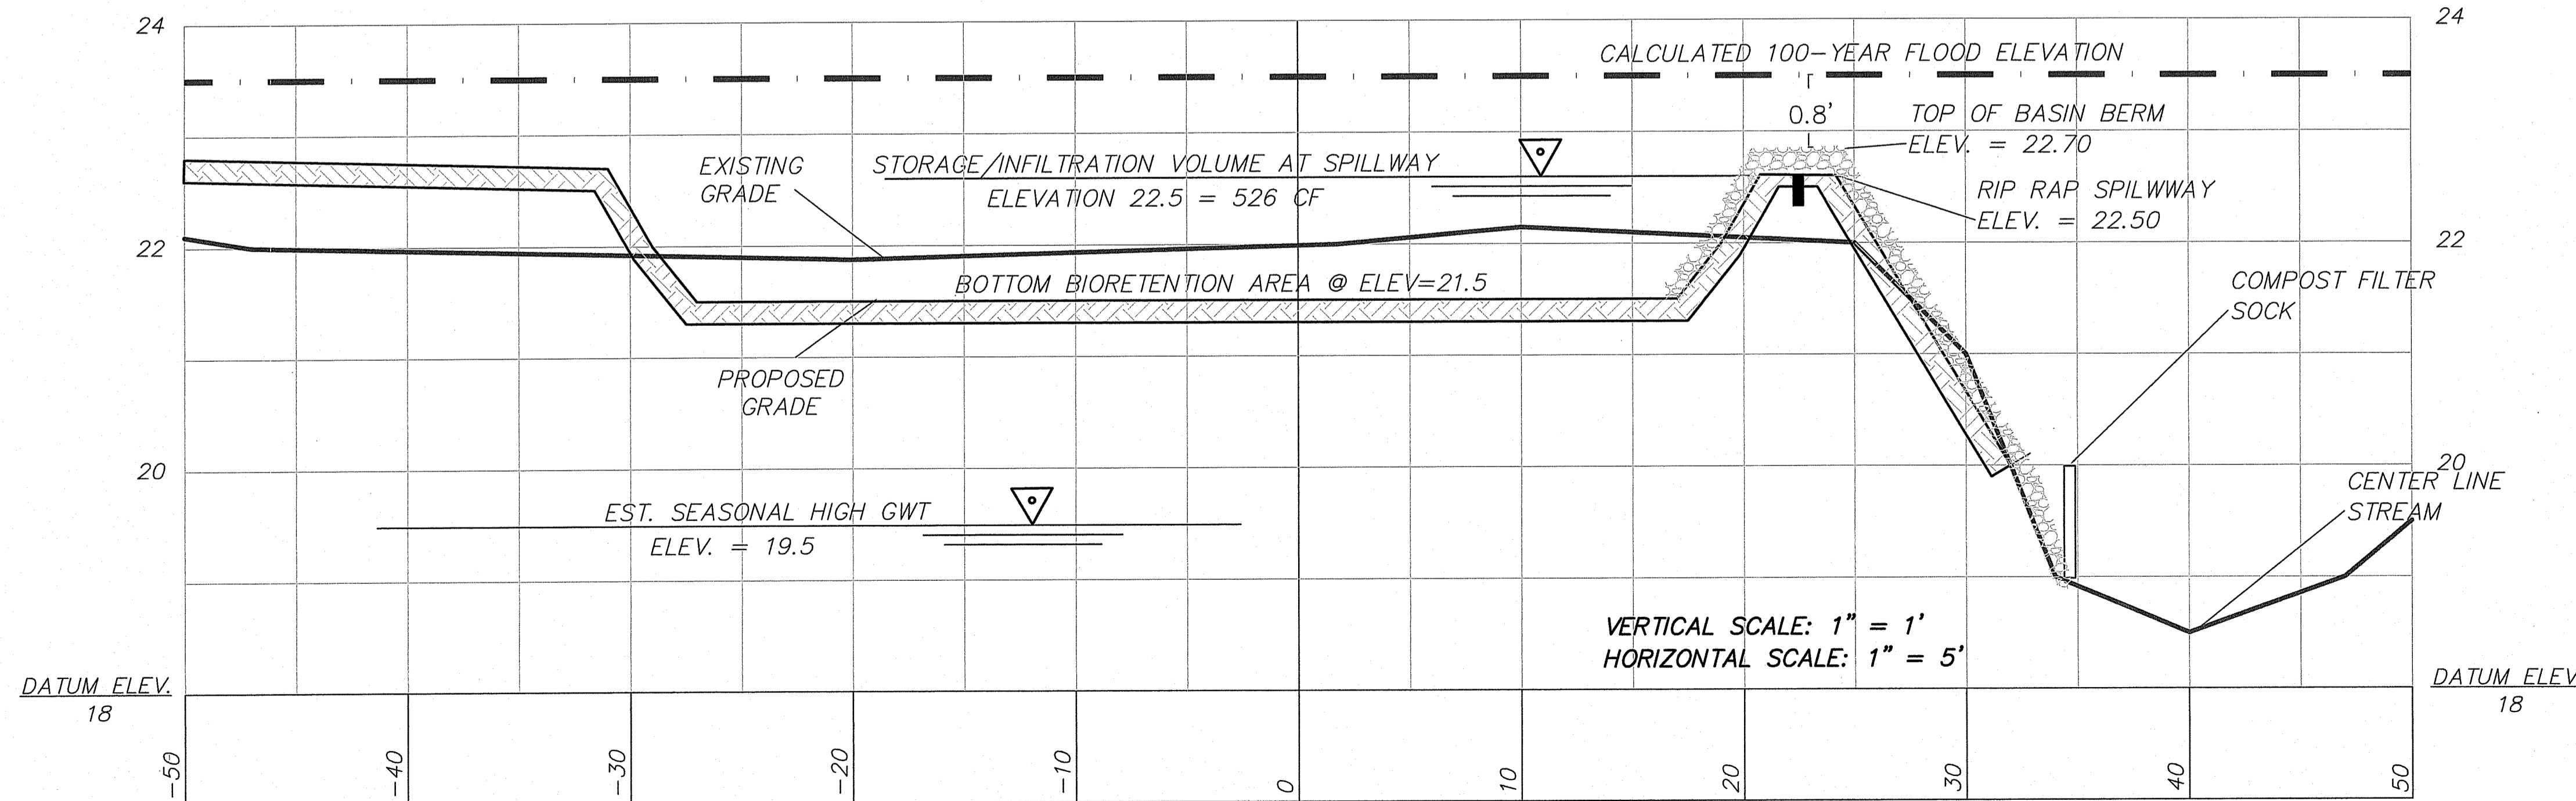 24
24
CALCULATED 100-YEAR FLOOD ELEVATION
0.8'
TOP OF BASIN BERM
ELEV. = 22.70
EXISTING
GRADE
STORAGE/INFILTRATION VOLUME AT SPILLWAY
ELEVATION 22.5 = 526 CF
RIP RAP SPILWWAY
ELEV. = 22.50
22
22
BOTTOM BIORETENTION AREA @ ELEV=21.5
COMPOST FILTER
SOCK
PROPOSED
GRADE
20
20
CENTER LINE
STREAM
EST. SEASONAL HIGH GWT
ELEV. = 19.5
VERTICAL SCALE: 1" = 1'
HORIZONTAL SCALE: 1" = 5'
DATUM ELEV.
18
DATUM ELEV
18
-50
-40
-30
-20
-10
0
10
20
30
40
50